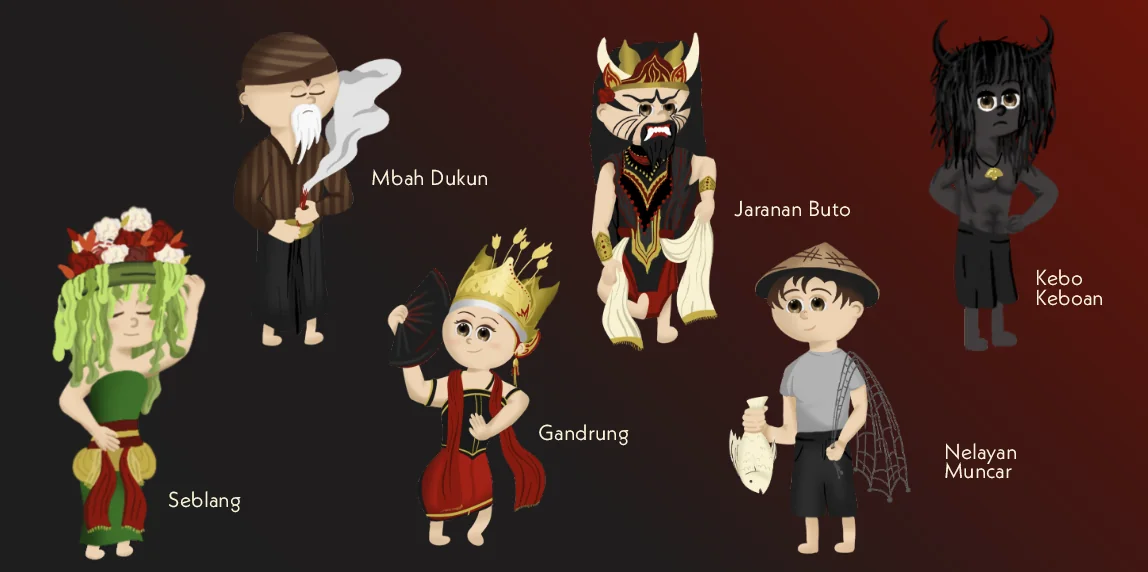 Mbah Dukun
Jaranan Buto
Kebo
Keboan
Gandrung
Nelayan
Muncar
Seblang